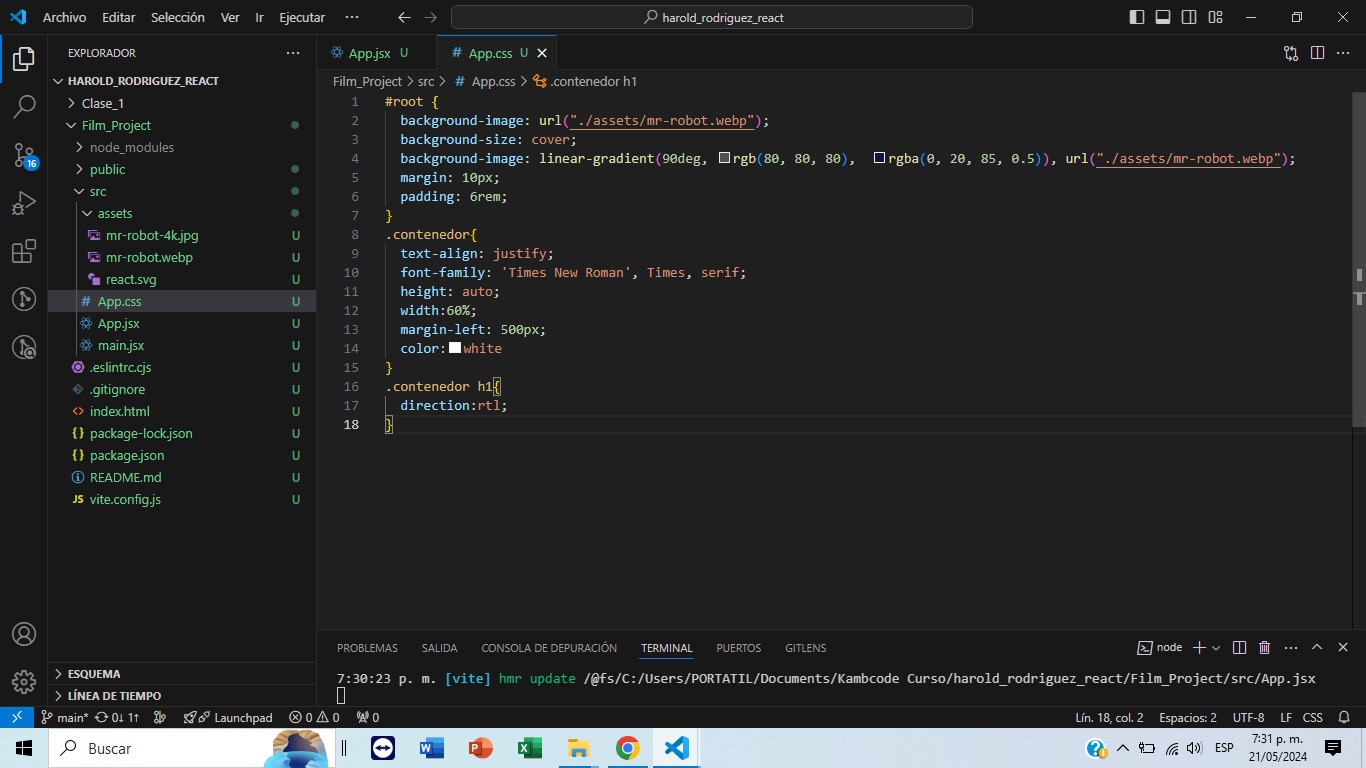 Archivo Editar Selección Ver Ir Ejecutar ··· harold_rodriguez_react
EXPLORADOR ···
HAROLD_RODRIGUEZ_REACT
Clase_1
Film_Project
node_modules
public
src
assets
mr-robot-4k.jpg U
mr-robot.webp U
react.svg U
# App.css U
App.jsx U
main.jsx U
.eslintrc.cjs U
.gitignore U
<> index.html U
{} package-lock.json U
{} package.json U
README.md U
JS vite.config.js U
ESQUEMA
LÍNEA DE TIEMPO
16
App.jsx U # App.css U
Film_Project > src > # App.css > .contenedor h1
1 #root {
2 background-image: url("./assets/mr-robot.webp");
3 background-size: cover;
4 background-image: linear-gradient(90deg, rgb(80, 80, 80), rgba(0, 20, 85, 0.5)), url("./assets/mr-robot.webp");
5 margin: 10px;
6 padding: 6rem;
7 }
8 .contenedor{
9 text-align: justify;
10 font-family: 'Times New Roman', Times, serif;
11 height: auto;
12 width:60%;
13 margin-left: 500px;
14 color: white
15 }
16 .contenedor h1{
17 direction:rtl;
18 }
PROBLEMAS SALIDA CONSOLA DE DEPURACIÓN TERMINAL PUERTOS GITLENS node ···
7:30:23 p. m. [vite] hmr update /@fs/C:/Users/PORTATIL/Documents/Kambcode Curso/harold_rodriguez_react/Film_Project/src/App.jsx
main* 0↓ 1↑ Launchpad 0 0 0 Lín. 18, col. 2 Espacios: 2 UTF-8 LF CSS
Buscar ESP 7:31 p. m.
21/05/2024